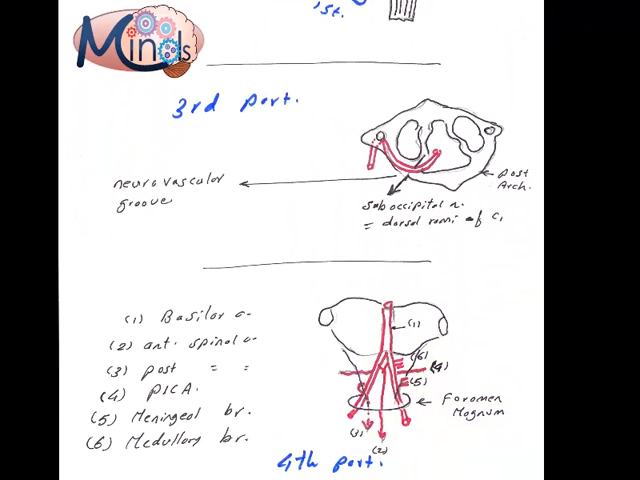 st.
Minds
3rd part.
neurovascular
groove
post
Arch.
suboccipital n.
= dorsal rami of C1
(1) Basilar a-
(2) ant. spinal a-
(3) post = =
(4) PICA.
(5) Meningeal br.
(6) Medullary br.
(1)
(6)
(4)
(5)
Foramen
Magnum
(3)
(2)
4th part.